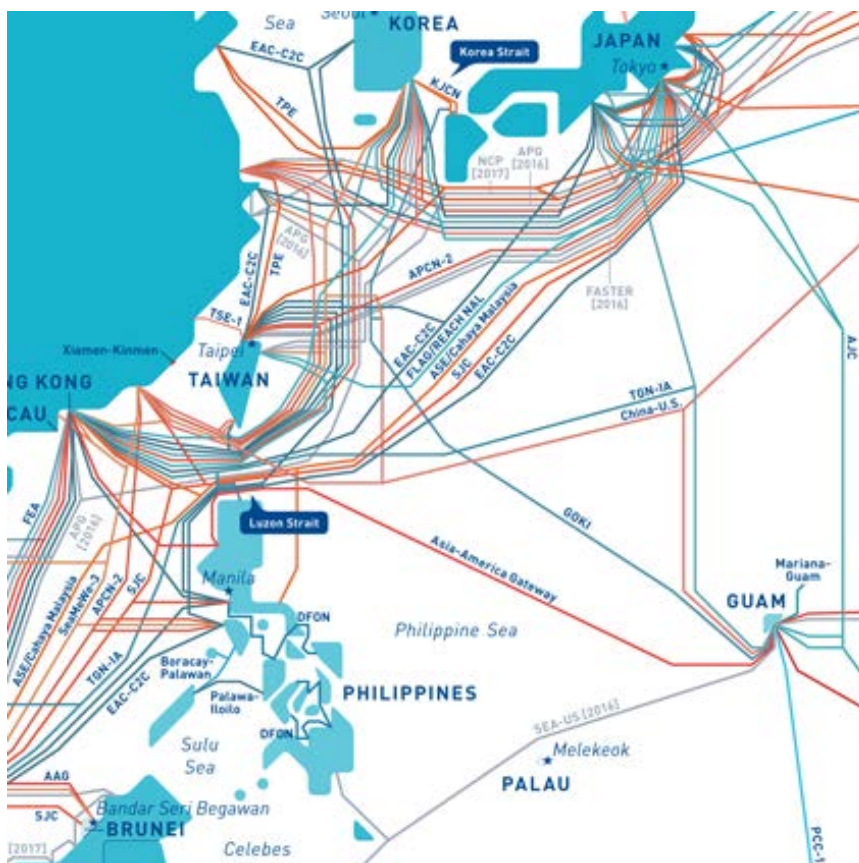 Seoul
KOREA
Sea
EAC-C2C
Korea Strait
JAPAN
Tokyo
KJCN
TPE
NCP
[2017]
APG
[2016]
APG
[2016]
EAC-C2C
TPE
APCN-2
FASTER
[2016]
TSE-1
Taipei
Xiamen-Kinmen
TAIWAN
EAC-C2C
FLAG/REACH NAL
ASE/Cahaya Malaysia
SJC
EAC-C2C
AJC
NG KONG
CAU
TGN-IA
China-U.S.
FEA
APG
[2016]
Luzon Strait
GOKI
Asia-America Gateway
Mariana-
Guam
GUAM
ASE/Cahaya Malaysia
SeaMeWe-3
APCN-2
SJC
Manila
DFON
Philippine Sea
TGN-IA
EAC-C2C
Boracay-
Palawan
Palawa-
Iloilo
PHILIPPINES
DFON
SEA-US [2016]
Sulu
Sea
Melekeok
PALAU
AAG
SJC
Bandar Seri Begawan
BRUNEI
PCC-1
[2017]
Celebes